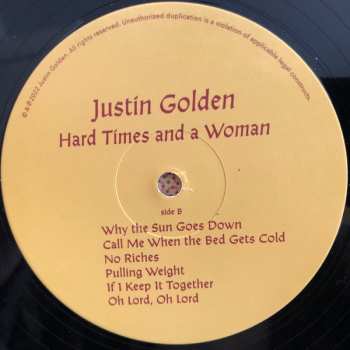 © & ℗ 2022 Justin Golden. All rights reserved. Unauthorized duplication is a violation of applicable legal constructs.
Justin Golden
Hard Times and a Woman
side B
Why the Sun Goes Down
Call Me When the Bed Gets Cold
No Riches
Pulling Weight
If I Keep It Together
Oh Lord, Oh Lord